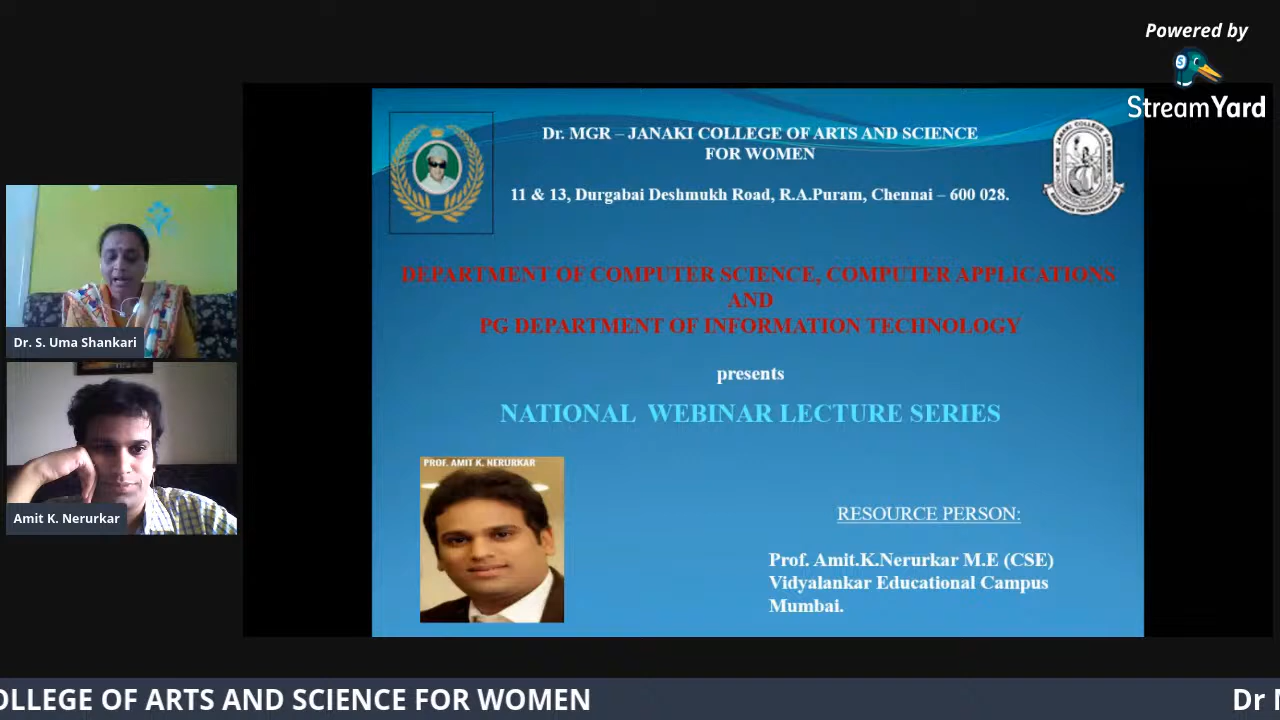 Powered by
StreamYard
Dr. MGR – JANAKI COLLEGE OF ARTS AND SCIENCE
FOR WOMEN
11 & 13, Durgabai Deshmukh Road, R.A.Puram, Chennai – 600 028.
DEPARTMENT OF COMPUTER SCIENCE, COMPUTER APPLICATIONS
AND
PG DEPARTMENT OF INFORMATION TECHNOLOGY
presents
NATIONAL WEBINAR LECTURE SERIES
PROF. AMIT K. NERURKAR
RESOURCE PERSON:
Prof. Amit.K.Nerurkar M.E (CSE)
Vidyalankar Educational Campus
Mumbai.
Dr. S. Uma Shankari
Amit K. Nerurkar
OLLEGE OF ARTS AND SCIENCE FOR WOMEN
Dr